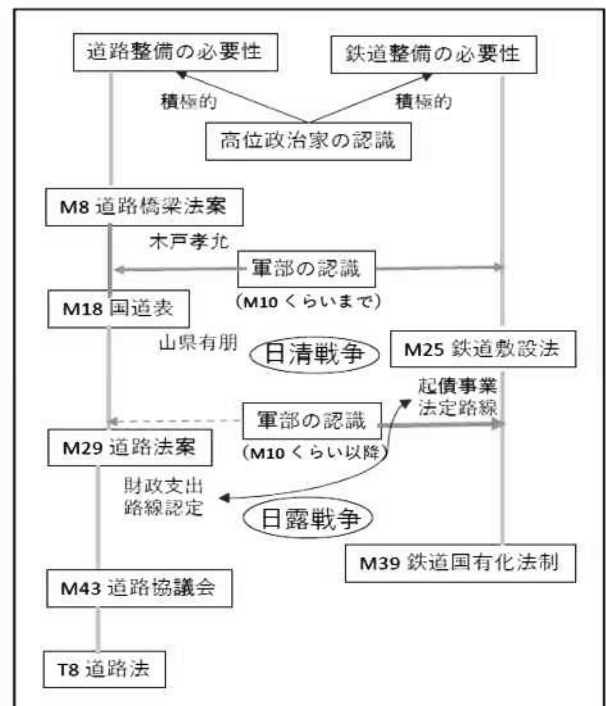 道路整備の必要性
鉄道整備の必要性
積極的
積極的
高位政治家の認識
M8 道路橋梁法案
木戸孝允
軍部の認識
(M10 くらいまで)
M18 国道表
山県有朋
日清戦争
M25 鉄道敷設法
起債事業
法定路線
軍部の認識
(M10 くらい以降)
M29 道路法案
財政支出
路線認定
日露戦争
M39 鉄道国有化法制
M43 道路協議会
T8 道路法